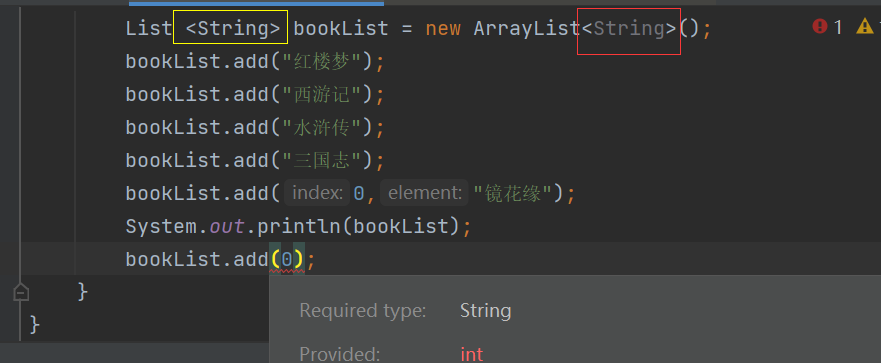 List <String> bookList = new ArrayList<String>(); 1
bookList.add("红楼梦");
bookList.add("西游记");
bookList.add("水浒传");
bookList.add("三国志");
bookList.add( index: 0, element: "镜花缘");
System.out.println(bookList);
bookList.add(0);
}
}
Required type: String
Provided: int